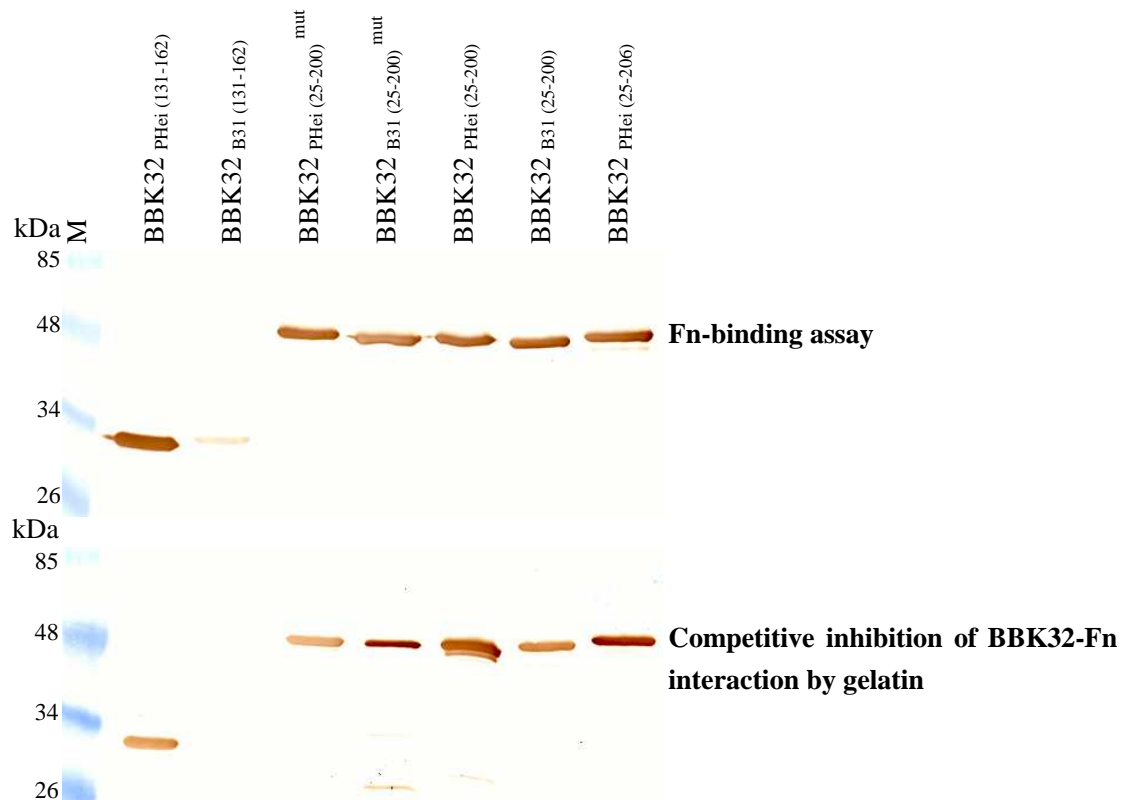 BBK32 PHei (131-162)
BBK32 B31 (131-162)
BBK32 PHei (25-200) mut
BBK32 B31 (25-200) mut
BBK32 PHei (25-200)
BBK32 B31 (25-200)
BBK32 PHei (25-206)
kDa M
85
48
34
26
Fn-binding assay
kDa
85
48
34
26
Competitive inhibition of BBK32-Fn
interaction by gelatin